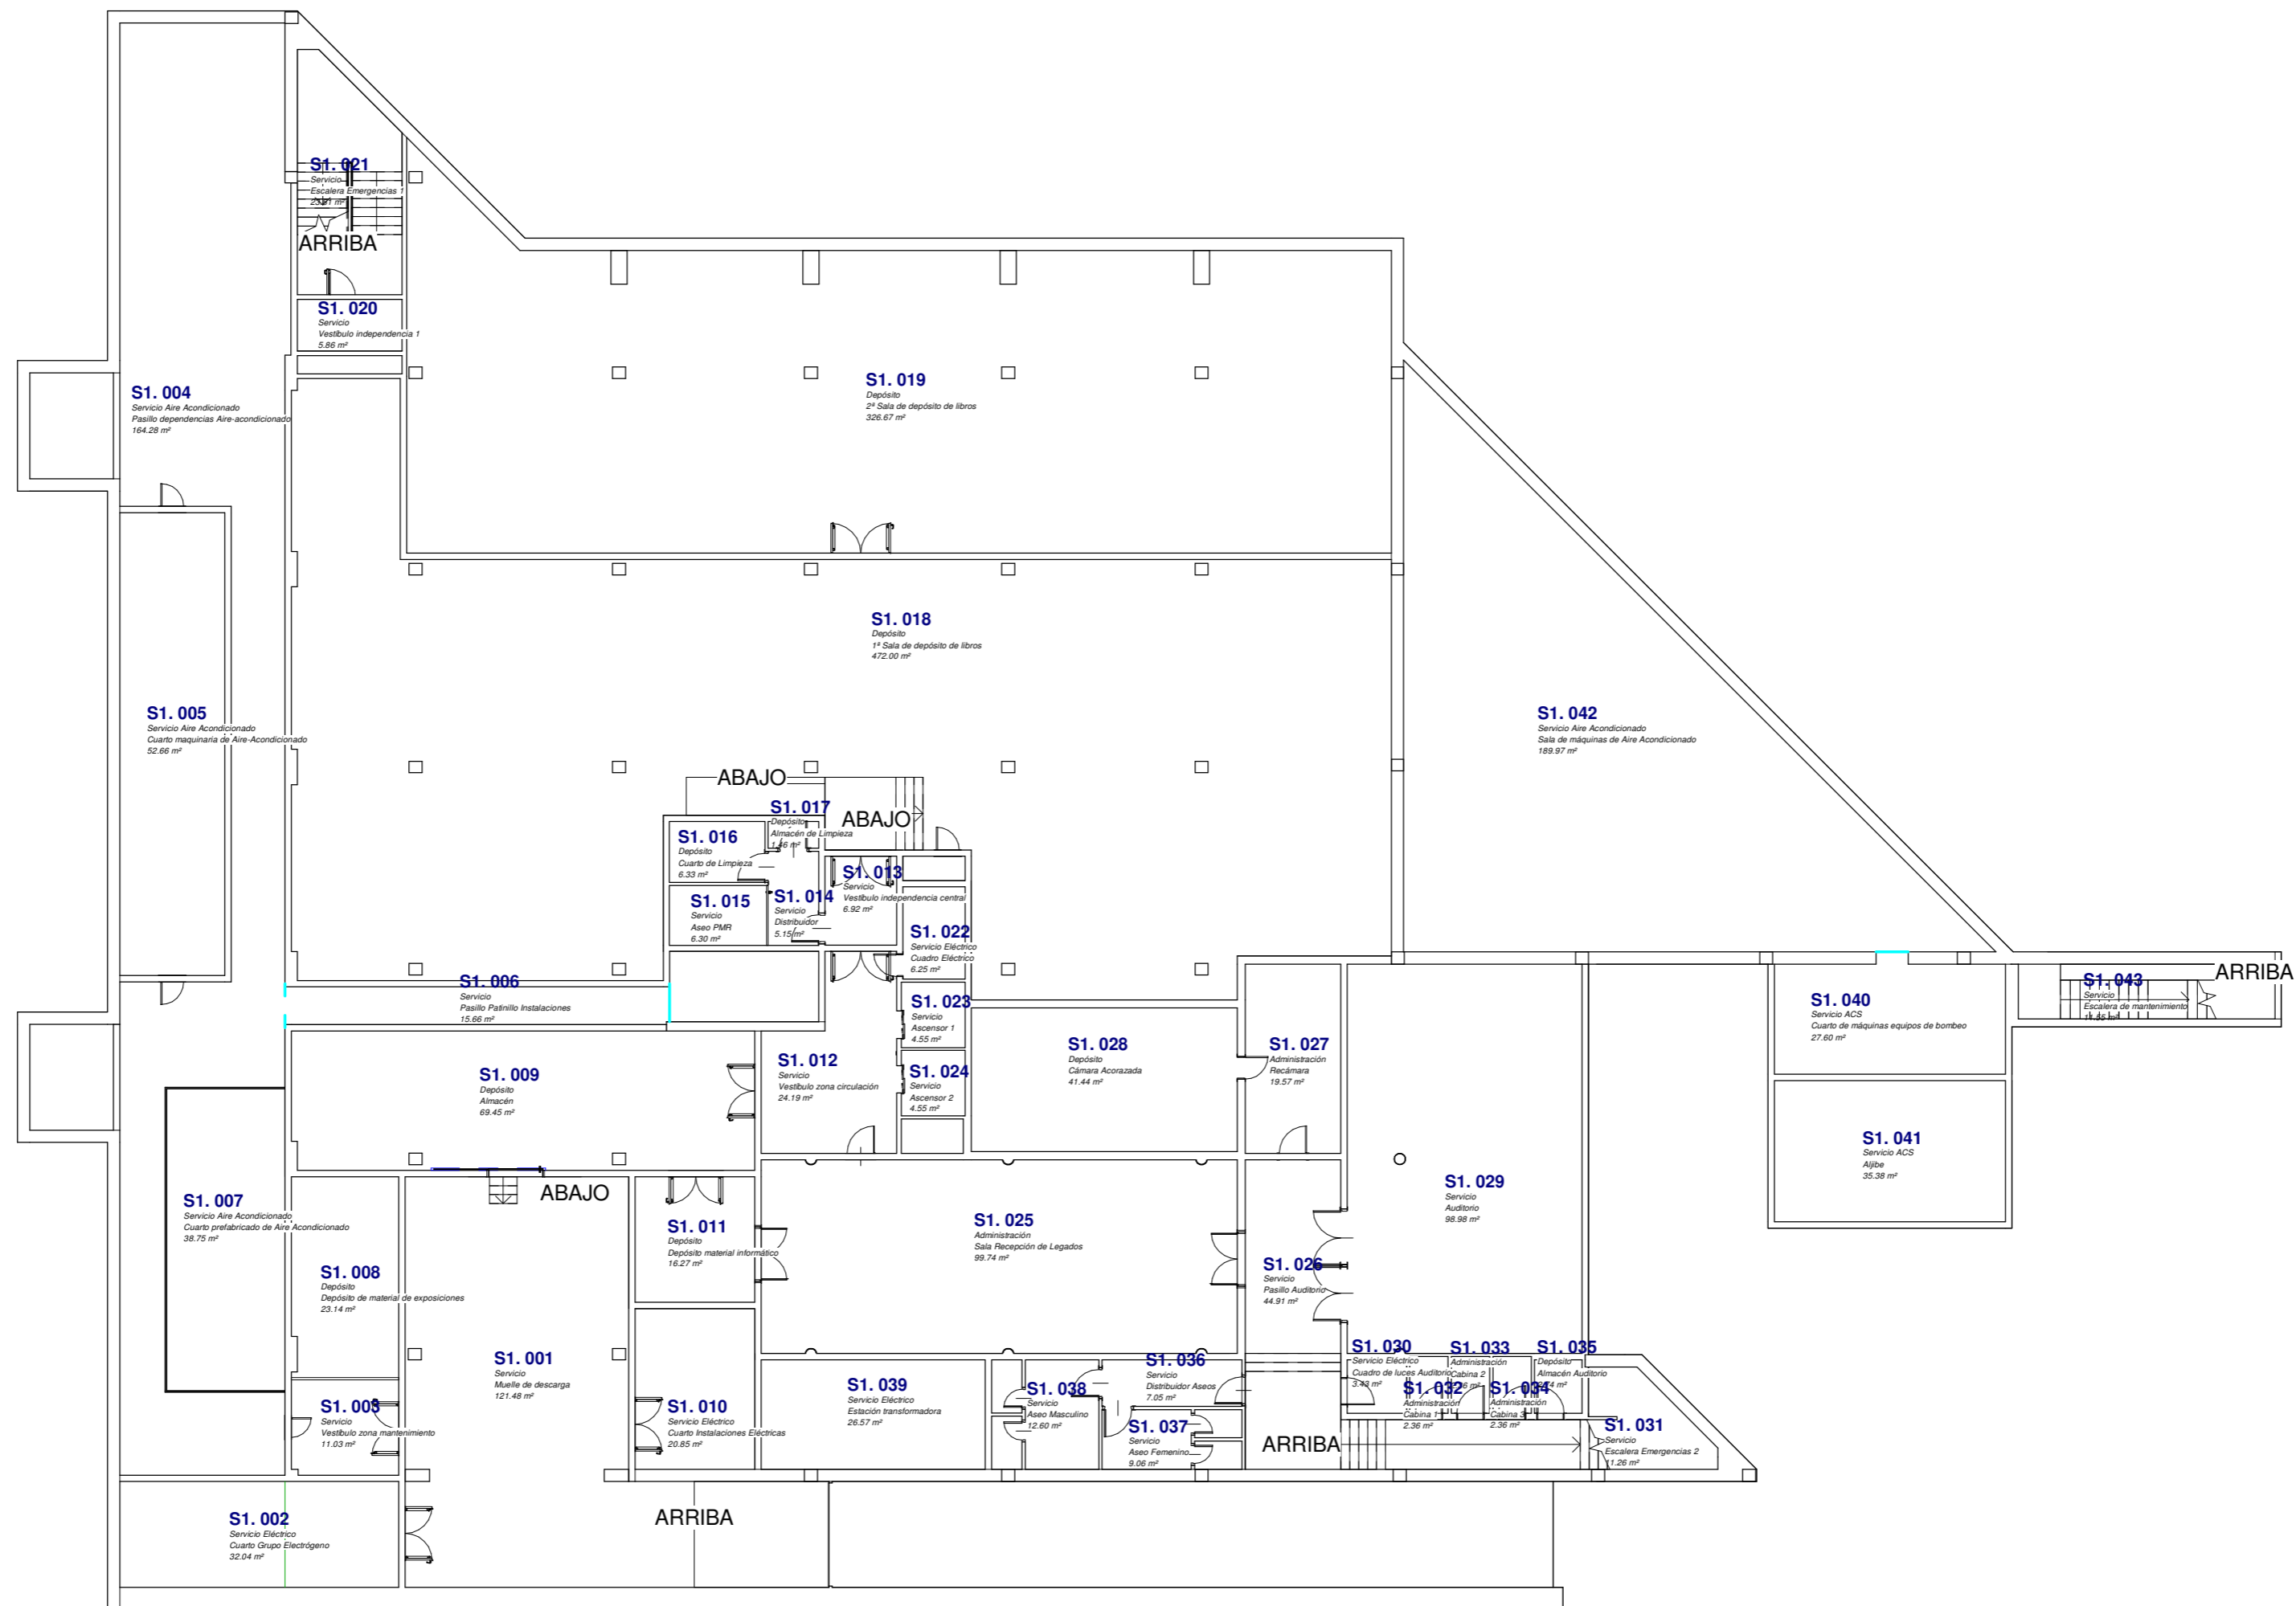 S1. 021
Servicio
Escalera Emergencias 1
ARRIBA
S1. 020
Servicio
Vestíbulo independencia 1
5.86 m²
S1. 004
Servicio Aire Acondicionado
Pasillo dependencias Aire-acondicionado
164.28 m²
S1. 019
Depósito
2ª Sala de depósito de libros
326.67 m²
S1. 018
Depósito
1ª Sala de depósito de libros
472.00 m²
S1. 005
Servicio Aire Acondicionado
Cuarto maquinaria de Aire-Acondicionado
52.66 m²
S1. 042
Servicio Aire Acondicionado
Sala de máquinas de Aire Acondicionado
189.97 m²
ABAJO
S1. 017
Depósito
Almacén de Limpieza
1.46 m²
ABAJO
S1. 016
Depósito
Cuarto de Limpieza
6.33 m²
S1. 013
Servicio
Vestíbulo independencia central
6.92 m²
S1. 015
Servicio
Aseo PMR
6.30 m²
S1. 014
Servicio
Distribuidor
5.15 m²
S1. 022
Servicio Eléctrico
Cuadro Eléctrico
6.25 m²
S1. 006
Servicio
Pasillo Patinillo Instalaciones
15.66 m²
S1. 023
Servicio
Ascensor 1
4.55 m²
S1. 040
Servicio ACS
Cuarto de máquinas equipos de bombeo
27.60 m²
S1. 043
Servicio
Escalera de mantenimiento
ARRIBA
S1. 009
Depósito
Almacén
69.45 m²
S1. 012
Servicio
Vestíbulo zona circulación
24.19 m²
S1. 024
Servicio
Ascensor 2
4.55 m²
S1. 028
Depósito
Cámara Acorazada
41.44 m²
S1. 027
Administración
Recámara
19.57 m²
S1. 041
Servicio ACS
Aljibe
35.38 m²
S1. 007
Servicio Aire Acondicionado
Cuarto prefabricado de Aire Acondicionado
38.75 m²
ABAJO
S1. 011
Depósito
Depósito material informático
16.27 m²
S1. 025
Administración
Sala Recepción de Legados
99.74 m²
S1. 029
Servicio
Auditorio
98.98 m²
S1. 026
Servicio
Pasillo Auditorio
44.91 m²
S1. 008
Depósito
Depósito de material de exposiciones
23.14 m²
S1. 001
Servicio
Muelle de descarga
121.48 m²
S1. 030
Servicio Eléctrico
Cuadro de luces Auditorio
3.43 m²
S1. 033
Administración
Cabina 2
S1. 035
Depósito
Almacén Auditorio
S1. 003
Servicio
Vestíbulo zona mantenimiento
11.03 m²
S1. 010
Servicio Eléctrico
Cuarto Instalaciones Eléctricas
20.85 m²
S1. 039
Servicio Eléctrico
Estación transformadora
26.57 m²
S1. 038
Servicio
Aseo Masculino
12.60 m²
S1. 036
Servicio
Distribuidor Aseos
7.05 m²
S1. 037
Servicio
Aseo Femenino
9.06 m²
S1. 032
Administración
Cabina 1
2.36 m²
S1. 034
Administración
Cabina 3
2.36 m²
ARRIBA
S1. 031
Servicio
Escalera Emergencias 2
11.26 m²
S1. 002
Servicio Eléctrico
Cuarto Grupo Electrógeno
32.04 m²
ARRIBA